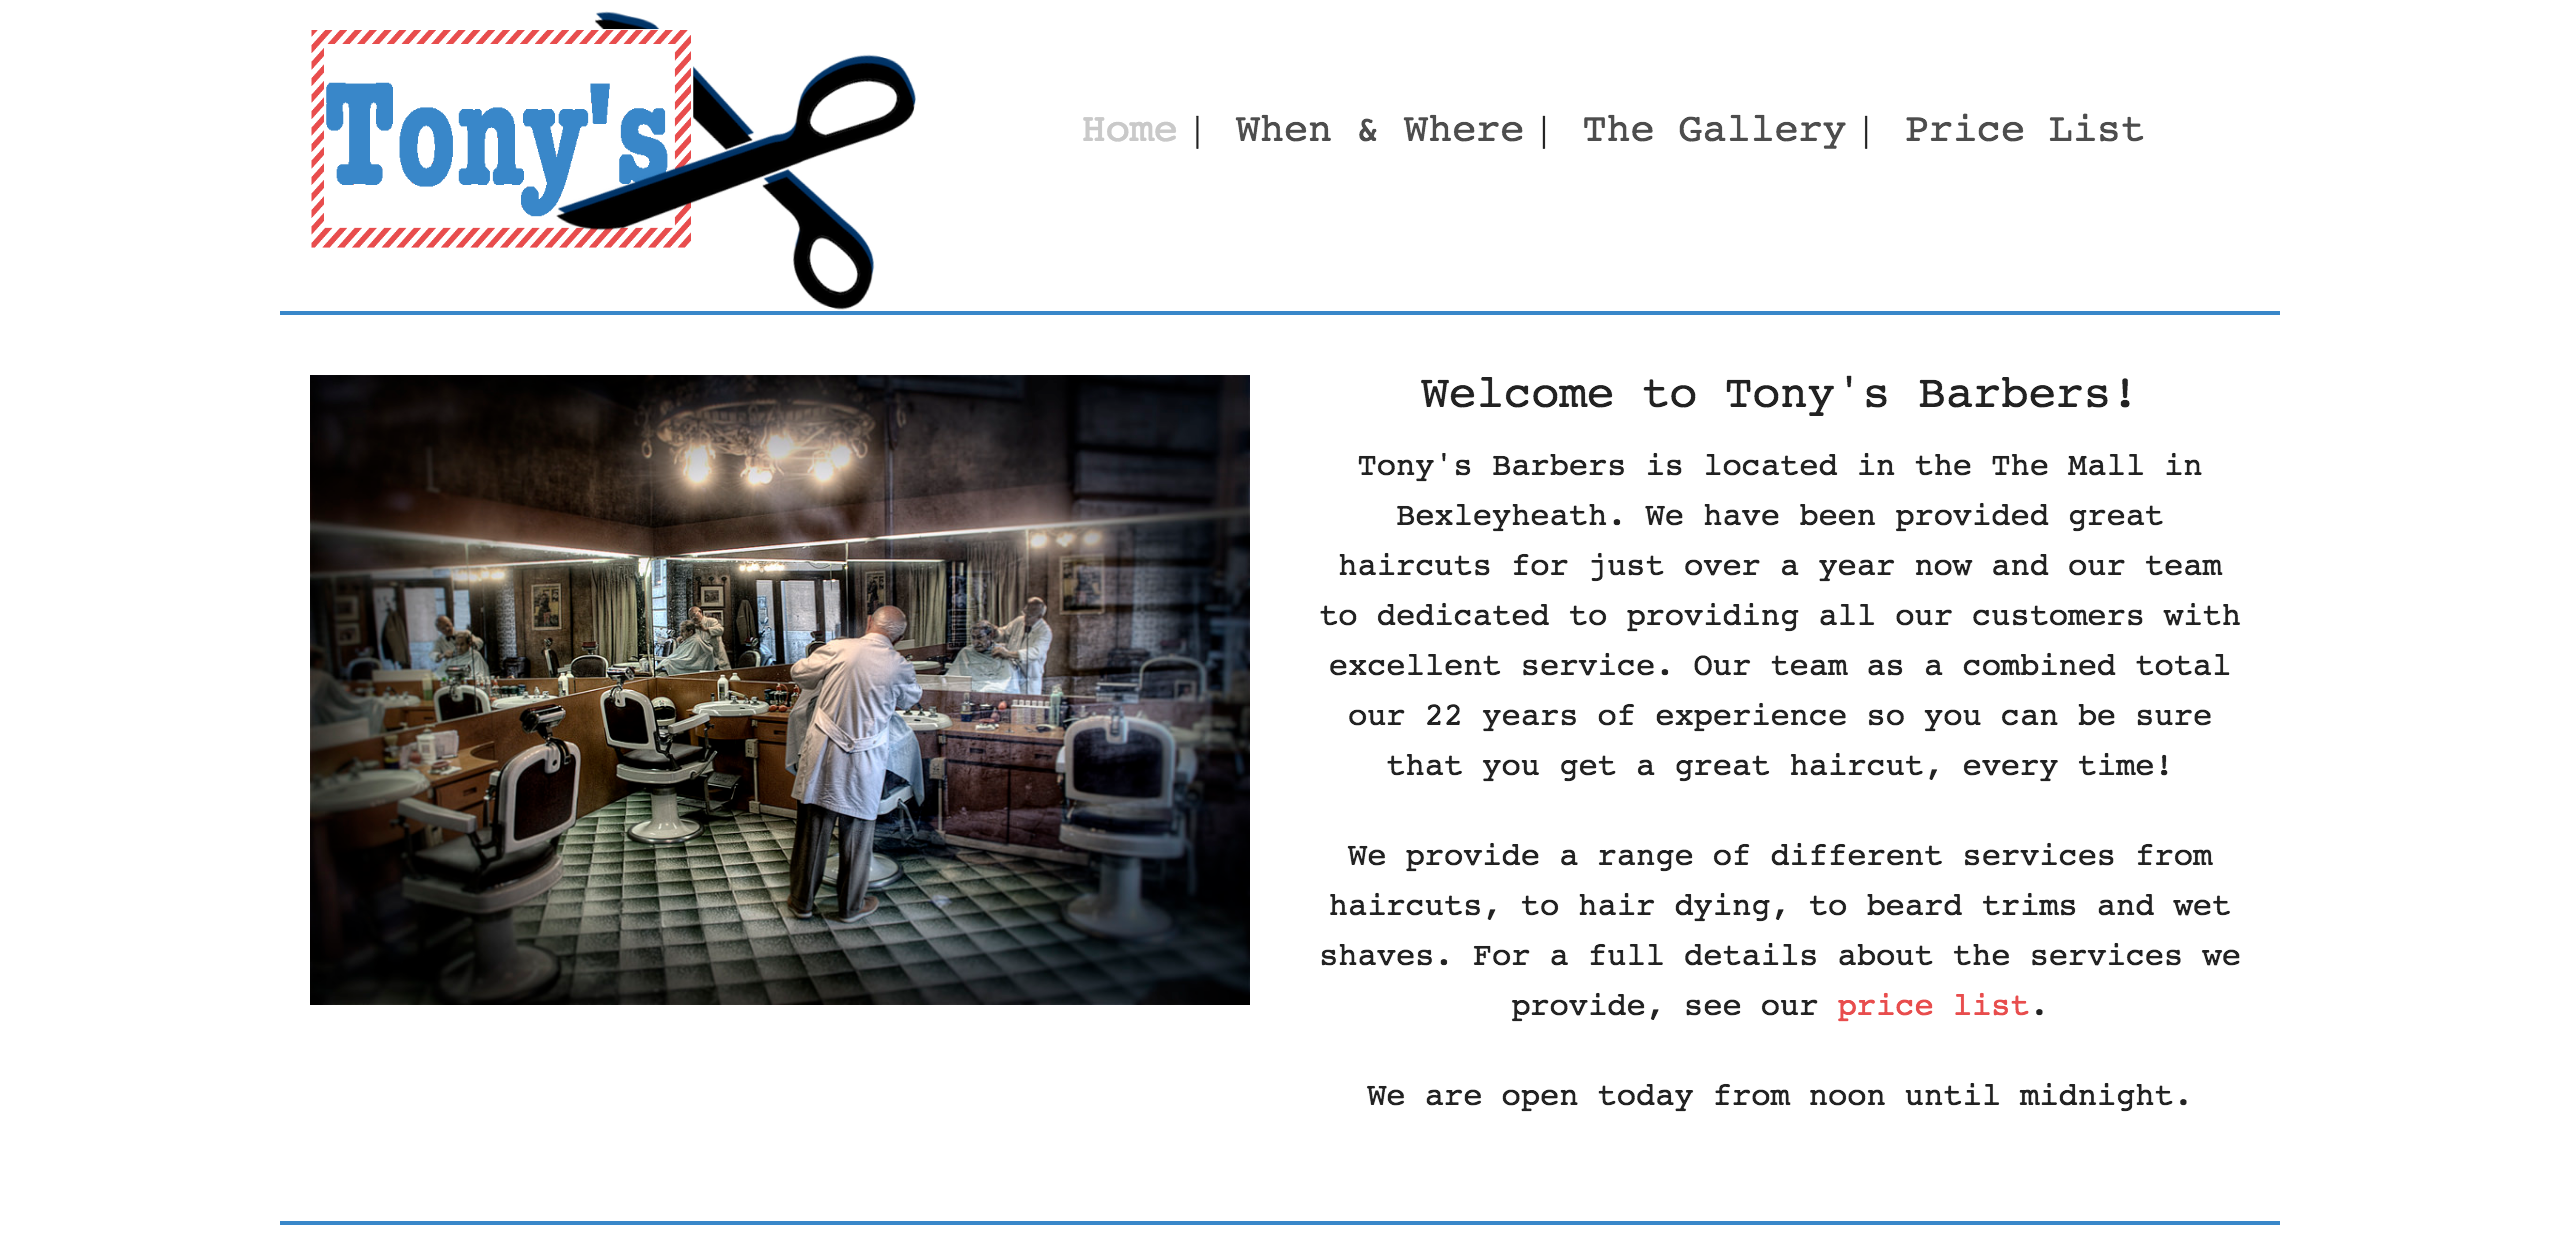 Tony's
Home | When & Where | The Gallery | Price List
Welcome to Tony's Barbers!
Tony's Barbers is located in the The Mall in
Bexleyheath. We have been provided great
haircuts for just over a year now and our team
to dedicated to providing all our customers with
excellent service. Our team as a combined total
our 22 years of experience so you can be sure
that you get a great haircut, every time!
We provide a range of different services from
haircuts, to hair dying, to beard trims and wet
shaves. For a full details about the services we
provide, see our price list.
We are open today from noon until midnight.